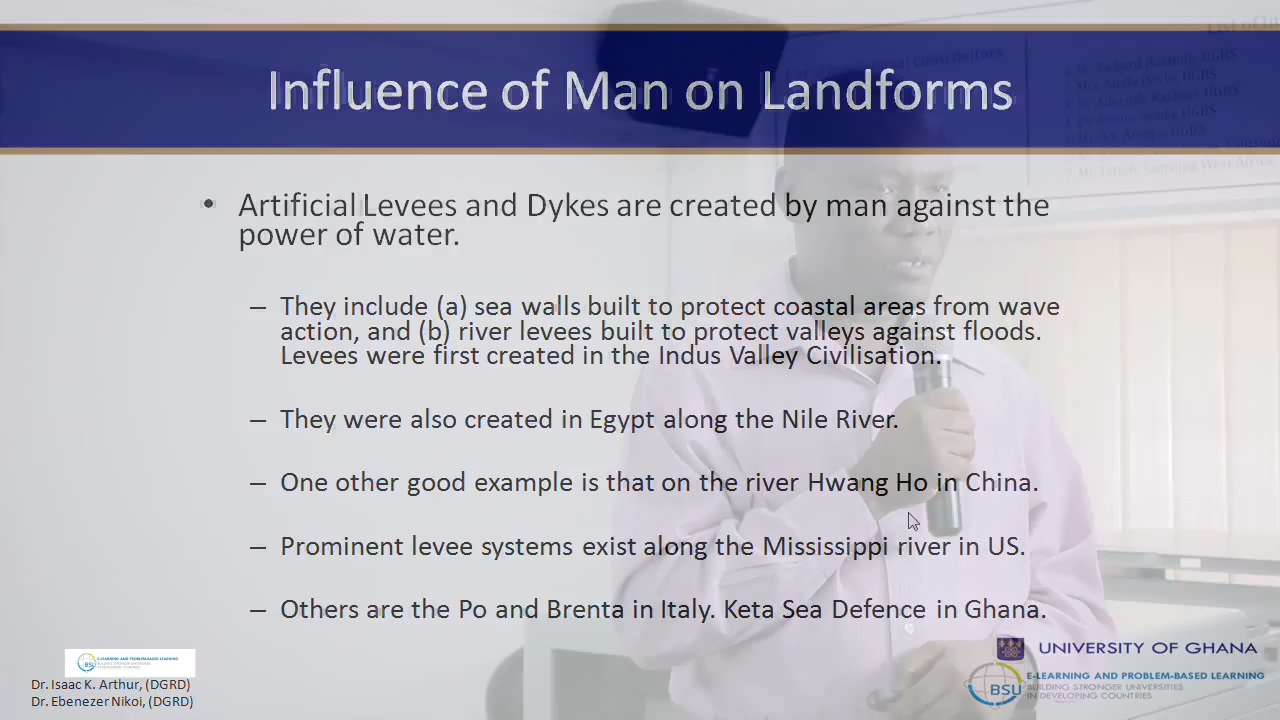 Influence of Man on Landforms
• Artificial Levees and Dykes are created by man against the
power of water.
– They include (a) sea walls built to protect coastal areas from wave
action, and (b) river levees built to protect valleys against floods.
Levees were first created in the Indus Valley Civilisation.
– They were also created in Egypt along the Nile River.
– One other good example is that on the river Hwang Ho in China.
– Prominent levee systems exist along the Mississippi river in US.
– Others are the Po and Brenta in Italy. Keta Sea Defence in Ghana.
Dr. Isaac K. Arthur, (DGRD)
Dr. Ebenezer Nikoi, (DGRD)
UNIVERSITY OF GHANA
BSU
E-LEARNING AND PROBLEM-BASED LEARNING
BUILDING STRONGER UNIVERSITIES
IN DEVELOPING COUNTRIES